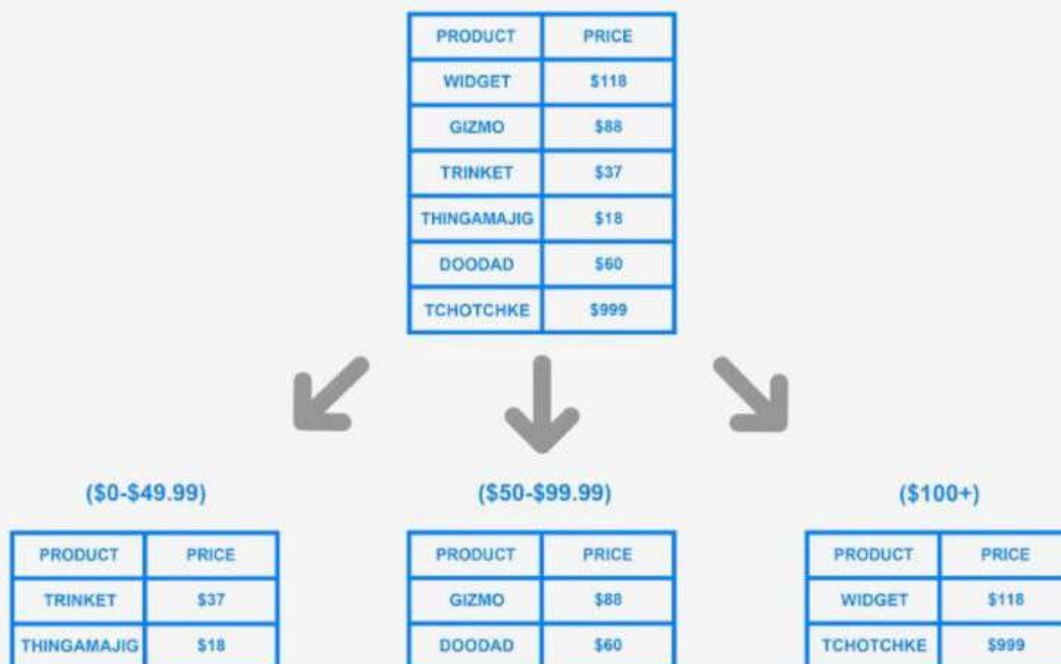 PRODUCT PRICE
WIDGET $118
GIZMO $88
TRINKET $37
THINGAMAJIG $18
DOODAD $60
TCHOTCHKE $999
($0-$49.99)
PRODUCT PRICE
TRINKET $37
THINGAMAJIG $18
($50-$99.99)
PRODUCT PRICE
GIZMO $88
DOODAD $60
($100+)
PRODUCT PRICE
WIDGET $118
TCHOTCHKE $999